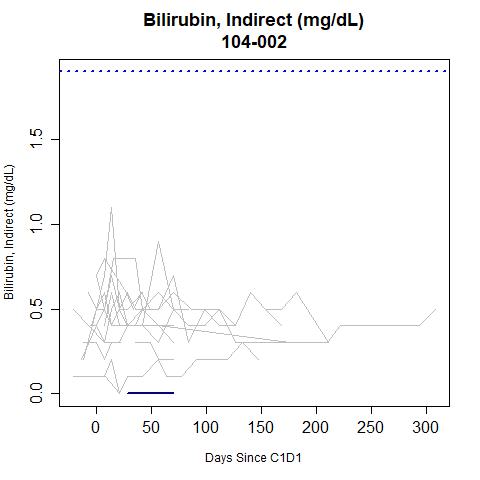 Bilirubin, Indirect (mg/dL)
104-002
Bilirubin, Indirect (mg/dL)
1.5
1.0
0.5
0.0
0 50 100 150 200 250 300
Days Since C1D1